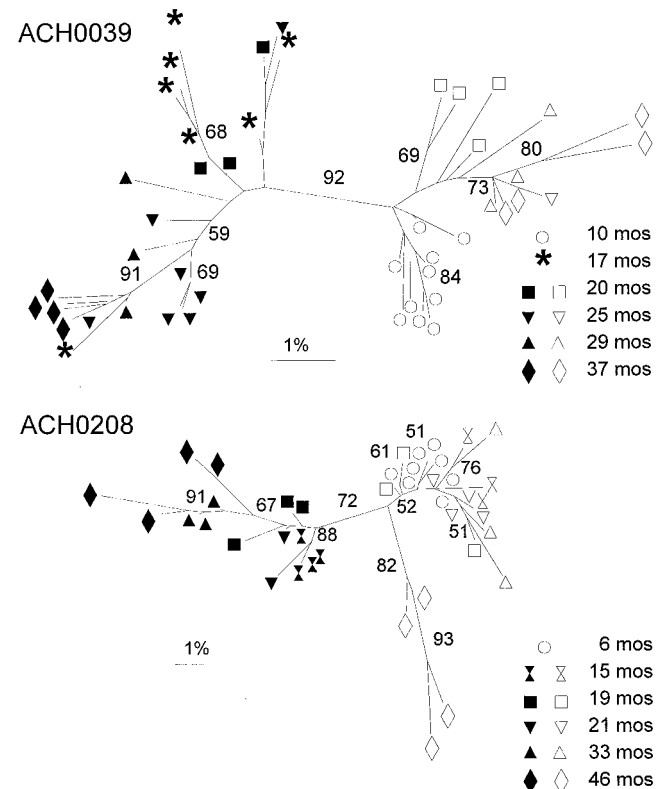 ACH0039
68
92
69
80
73
59
91
69
84
1%
10 mos
17 mos
20 mos
25 mos
29 mos
37 mos
ACH0208
51
61
76
91
67
72
52
88
51
82
93
1%
6 mos
15 mos
19 mos
21 mos
33 mos
46 mos